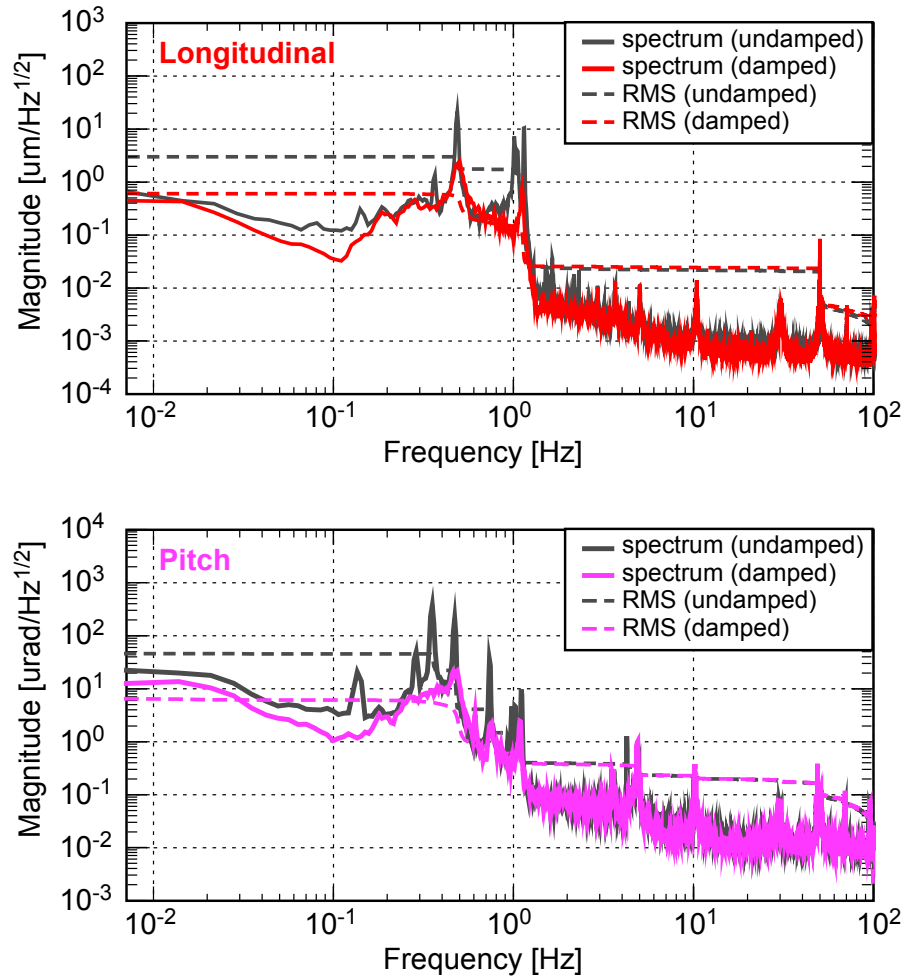 10^3
10^2
10^1
10^0
10^-1
10^-2
10^-3
10^-4
Magnitude [um/Hz^1/2]
Longitudinal
spectrum (undamped)
spectrum (damped)
RMS (undamped)
RMS (damped)
10^-2 10^-1 10^0 10^1 10^2
Frequency [Hz]
10^4
10^3
10^2
10^1
10^0
10^-1
10^-2
10^-3
Magnitude [urad/Hz^1/2]
Pitch
spectrum (undamped)
spectrum (damped)
RMS (undamped)
RMS (damped)
10^-2 10^-1 10^0 10^1 10^2
Frequency [Hz]